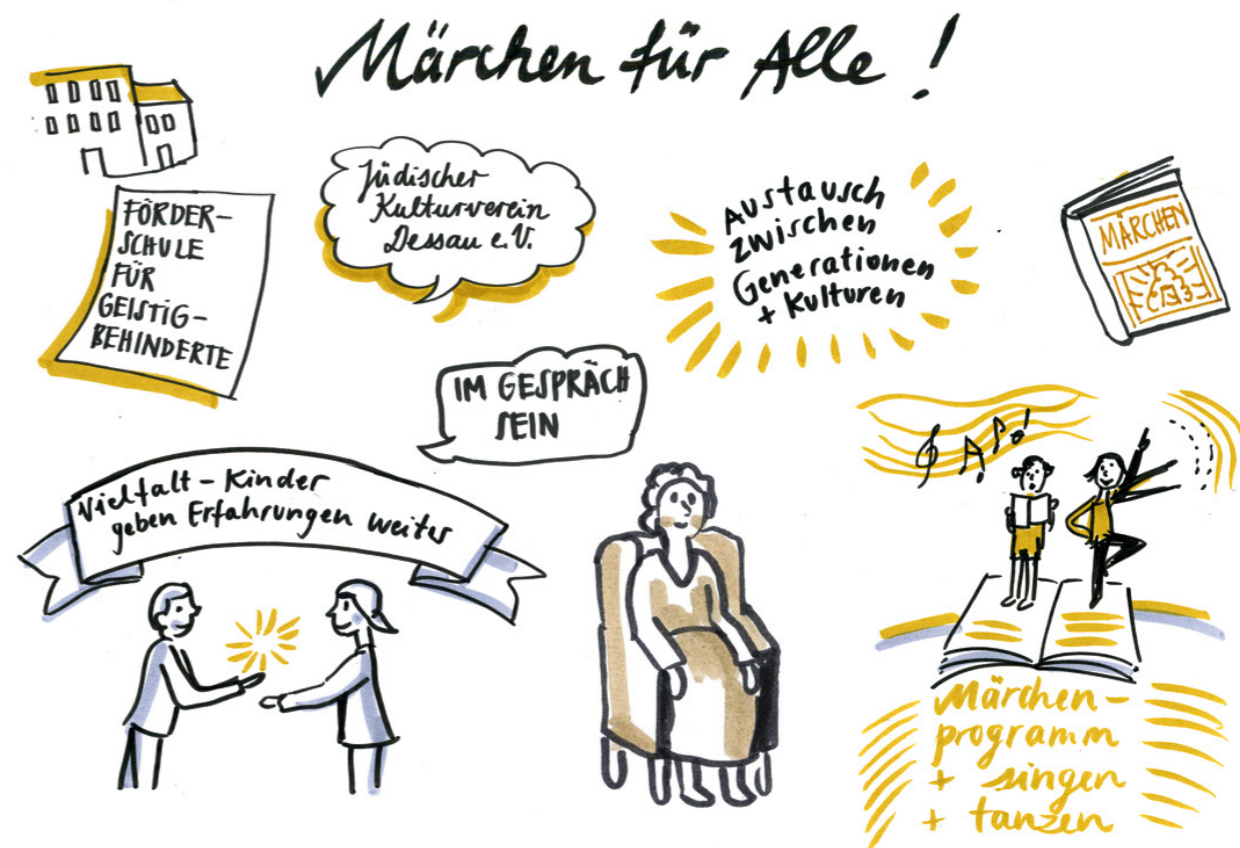 Märchen für Alle!
FÖRDER-
SCHULE
FÜR
GEISTIG-
BEHINDERTE
Jüdischer
Kulturverein
Dessau e.V.
Austausch
zwischen
Generationen
+ Kulturen
MÄRCHEN
IM GESPRÄCH
SEIN
Vielfalt - Kinder
geben Erfahrungen weiter
Märchen-
programm
+ singen
+ tanzen